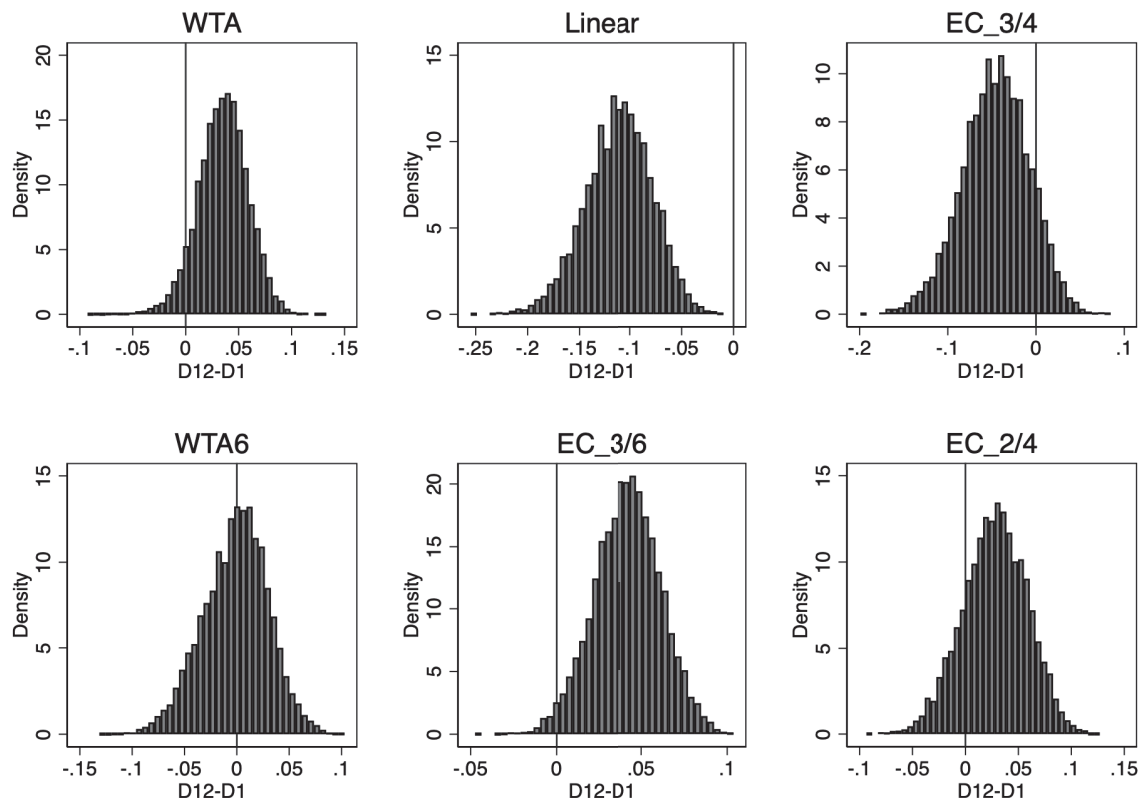 WTA
Density
0 5 10 15 20
-.1 -.05 0 .05 .1 .15
D12-D1
Linear
Density
0 5 10 15
-.25 -.2 -.15 -.1 -.05 0
D12-D1
EC_3/4
Density
0 2 4 6 8 10
-.2 -.1 0 .1
D12-D1
WTA6
Density
0 5 10 15
-.15 -.1 -.05 0 .05 .1
D12-D1
EC_3/6
Density
0 5 10 15 20
-.05 0 .05 .1
D12-D1
EC_2/4
Density
0 5 10 15
-.1 -.05 0 .05 .1 .15
D12-D1